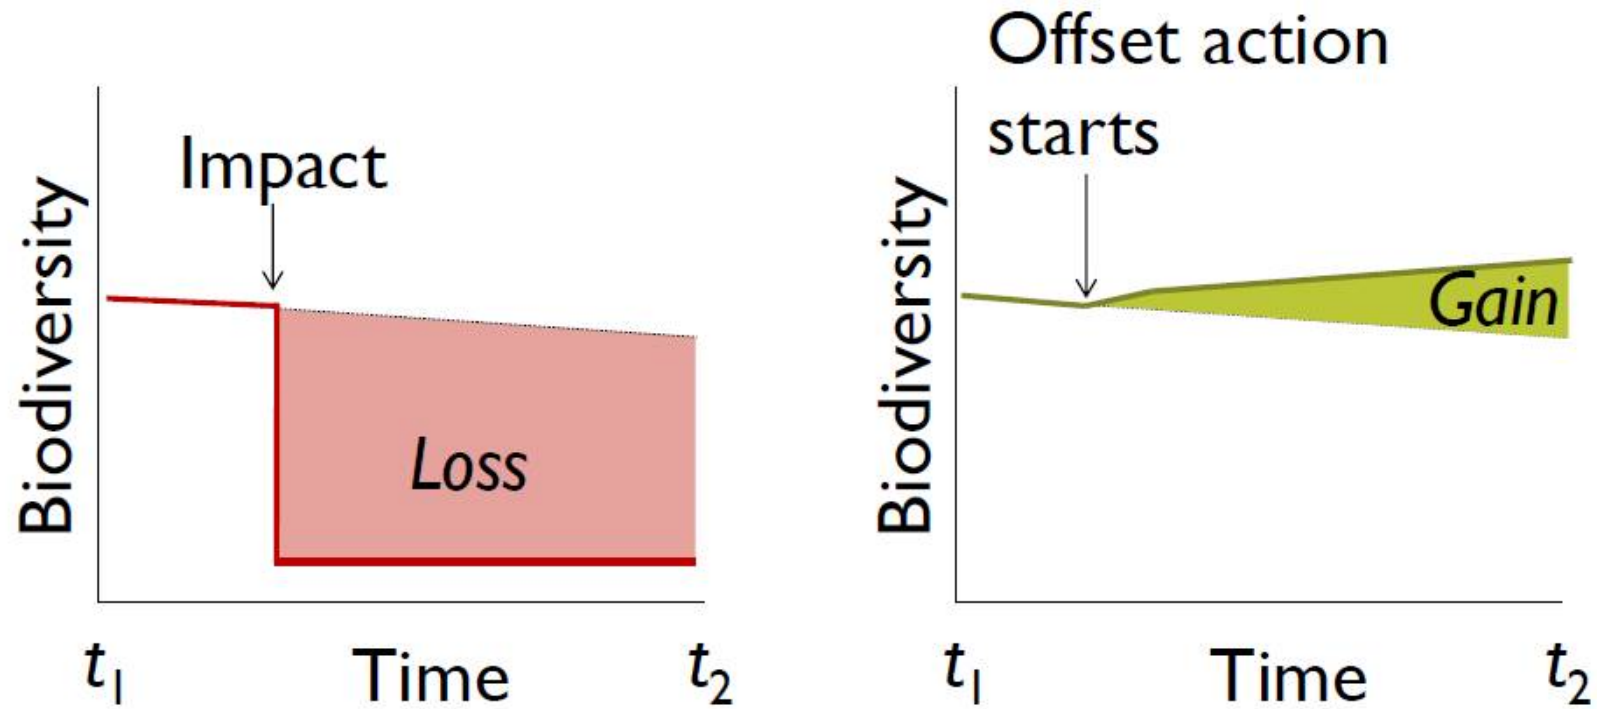 Impact
Biodiversity
Loss
t1
Time
t2
Offset action
starts
Biodiversity
Gain
t1
Time
t2